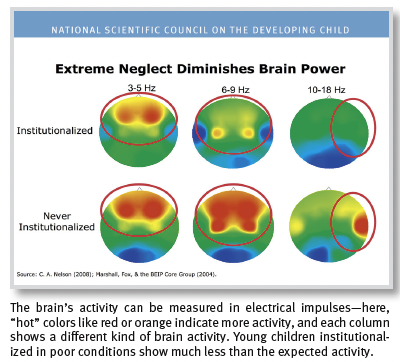 NATIONAL SCIENTIFIC COUNCIL ON THE DEVELOPING CHILD
Extreme Neglect Diminishes Brain Power
3-5 Hz 6-9 Hz 10-18 Hz
Institutionalized
Never
Institutionalized
Source: C. A. Nelson (2008); Marshall, Fox, & the BEIP Core Group (2004).
The brain's activity can be measured in electrical impulses—here,
"hot" colors like red or orange indicate more activity, and each column
shows a different kind of brain activity. Young children institutional-
ized in poor conditions show much less than the expected activity.